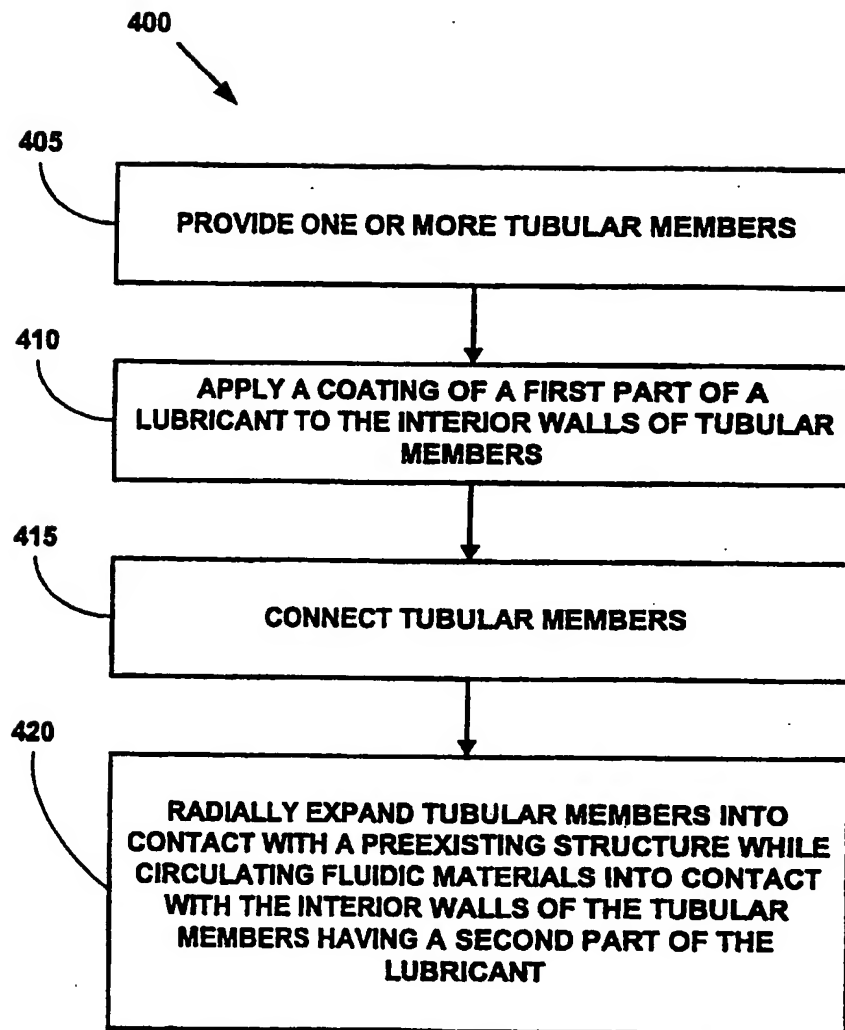 400
405
PROVIDE ONE OR MORE TUBULAR MEMBERS
410
APPLY A COATING OF A FIRST PART OF A
LUBRICANT TO THE INTERIOR WALLS OF TUBULAR
MEMBERS
415
CONNECT TUBULAR MEMBERS
420
RADIALLY EXPAND TUBULAR MEMBERS INTO
CONTACT WITH A PREEXISTING STRUCTURE WHILE
CIRCULATING FLUIDIC MATERIALS INTO CONTACT
WITH THE INTERIOR WALLS OF THE TUBULAR
MEMBERS HAVING A SECOND PART OF THE
LUBRICANT